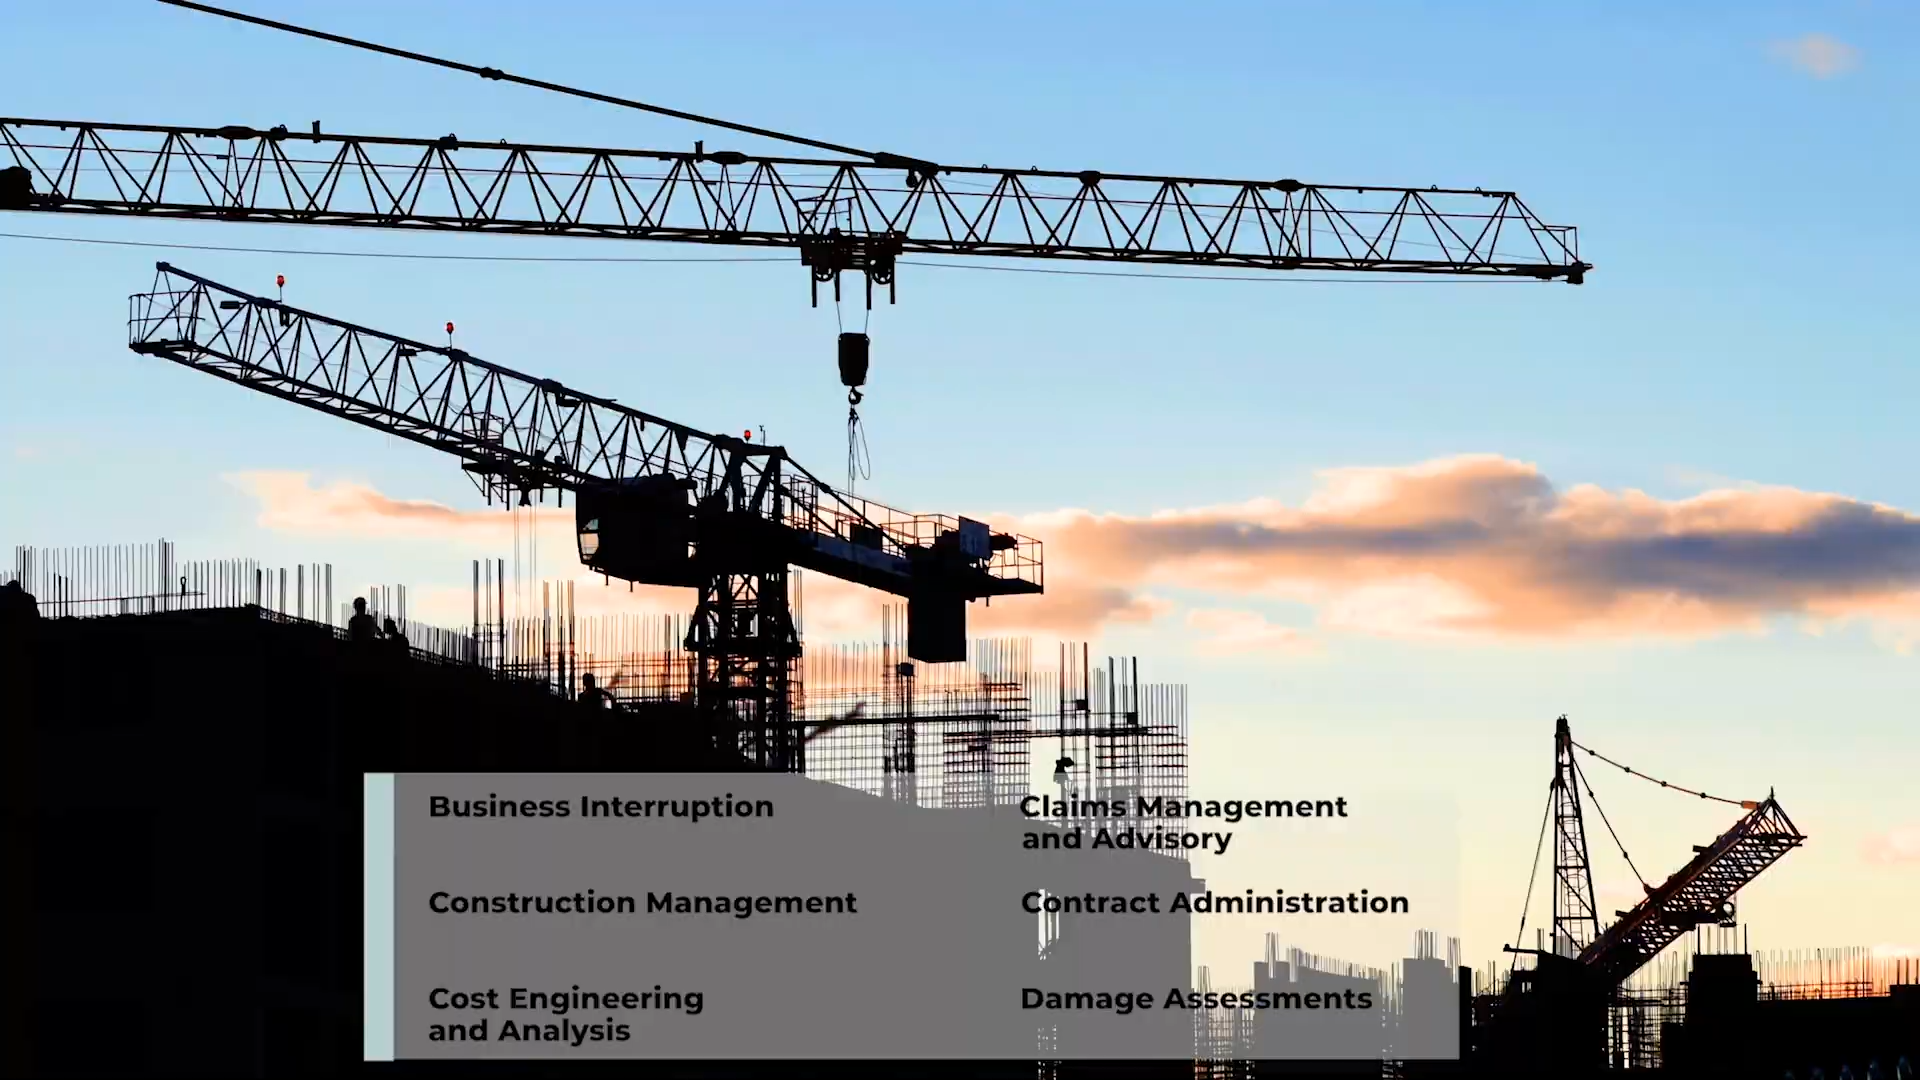 Business Interruption
Claims Management
and Advisory
Construction Management
Contract Administration
Cost Engineering
and Analysis
Damage Assessments